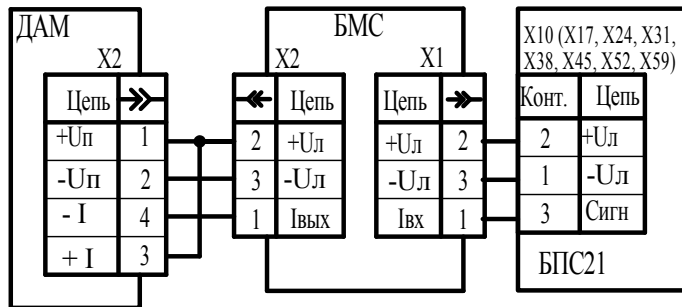 ДАМ
X2
Цепь
+Uп 1
-Uп 2
- I 4
+ I 3
БМС
X2
Цепь
2 +Uл
3 -Uл
1 Iвых
X1
Цепь
+Uл 2
-Uл 3
Iвх 1
X10 (X17, X24, X31,
X38, X45, X52, X59)
Конт. Цепь
2 +Uл
1 -Uл
3 Сигн
БПС21